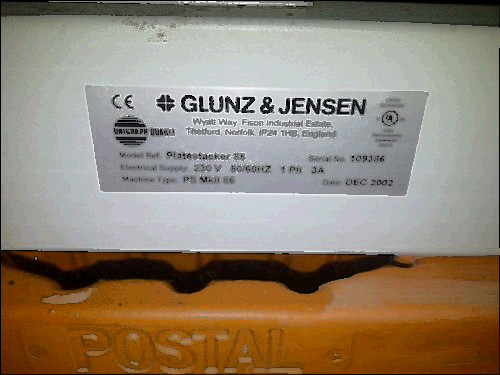 CE
GLUNZ & JENSEN
Wyatt Way, Fison Industrial Estate,
Thetford, Norfolk, IP24 1HB, England
Model Ref. Platestacker 85
Serial No. 109386
Electrical Supply: 230 V 50/60HZ 1 Ph 3A
Machine Type: PS MkII 85
Date: DEC 2002
POSTAL